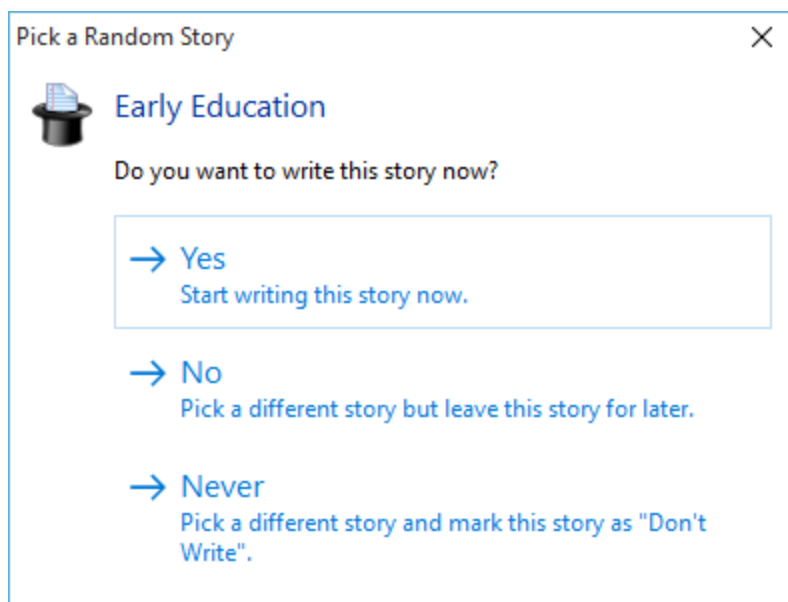 Pick a Random Story
Early Education
Do you want to write this story now?
Yes
Start writing this story now.
No
Pick a different story but leave this story for later.
Never
Pick a different story and mark this story as "Don't
Write".